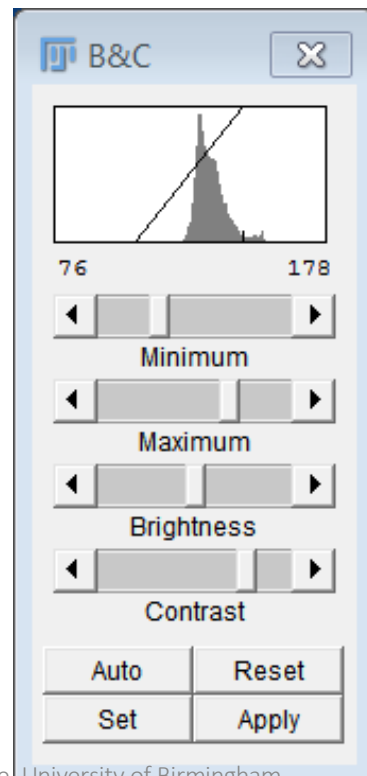 B&C
76 178
Minimum
Maximum
Brightness
Contrast
Auto Reset
Set Apply
University of Birmingham